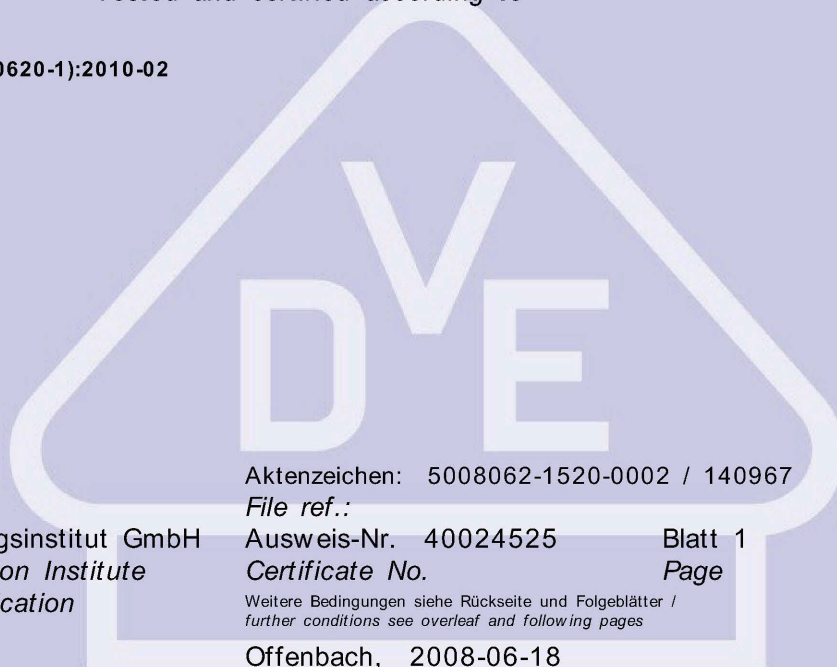 Tested and certified according to
0620-1):2010-02
V
DE
Aktenzeichen: 5008062-1520-0002 / 140967
File ref.:
gsinstitut GmbH Ausweis-Nr. 40024525 Blatt 1
on Institute Certificate No. Page
cation Weitere Bedingungen siehe Rückseite und Folgeblätter /
further conditions see overleaf and following pages
Offenbach, 2008-06-18